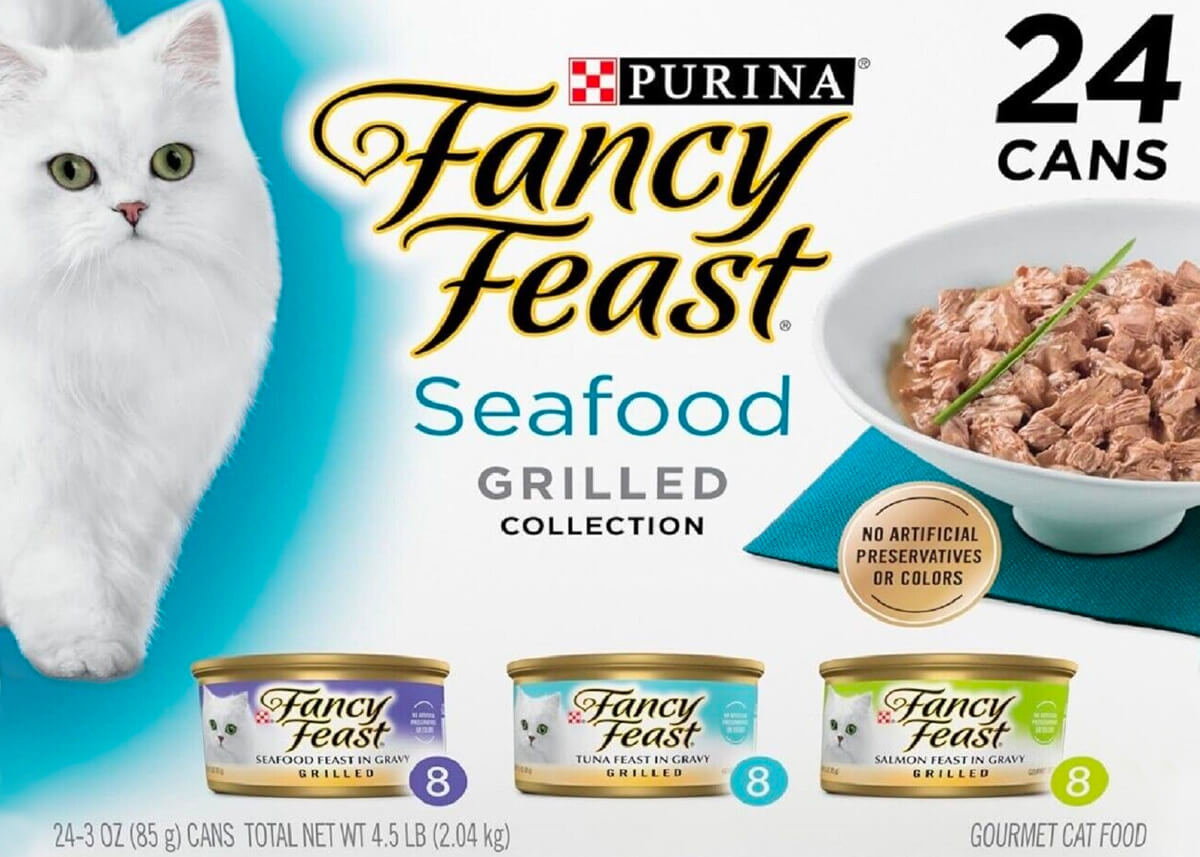 PURINA®
Fancy
Feast®
Seafood
GRILLED
COLLECTION
24
CANS
NO ARTIFICIAL
PRESERVATIVES
OR COLORS
Fancy
Feast
SEAFOOD FEAST IN GRAVY
GRILLED
8
Fancy
Feast
TUNA FEAST IN GRAVY
GRILLED
8
Fancy
Feast
SALMON FEAST IN GRAVY
GRILLED
8
24-3 OZ (85 g) CANS TOTAL NET WT 4.5 LB (2.04 kg)
GOURMET CAT FOOD